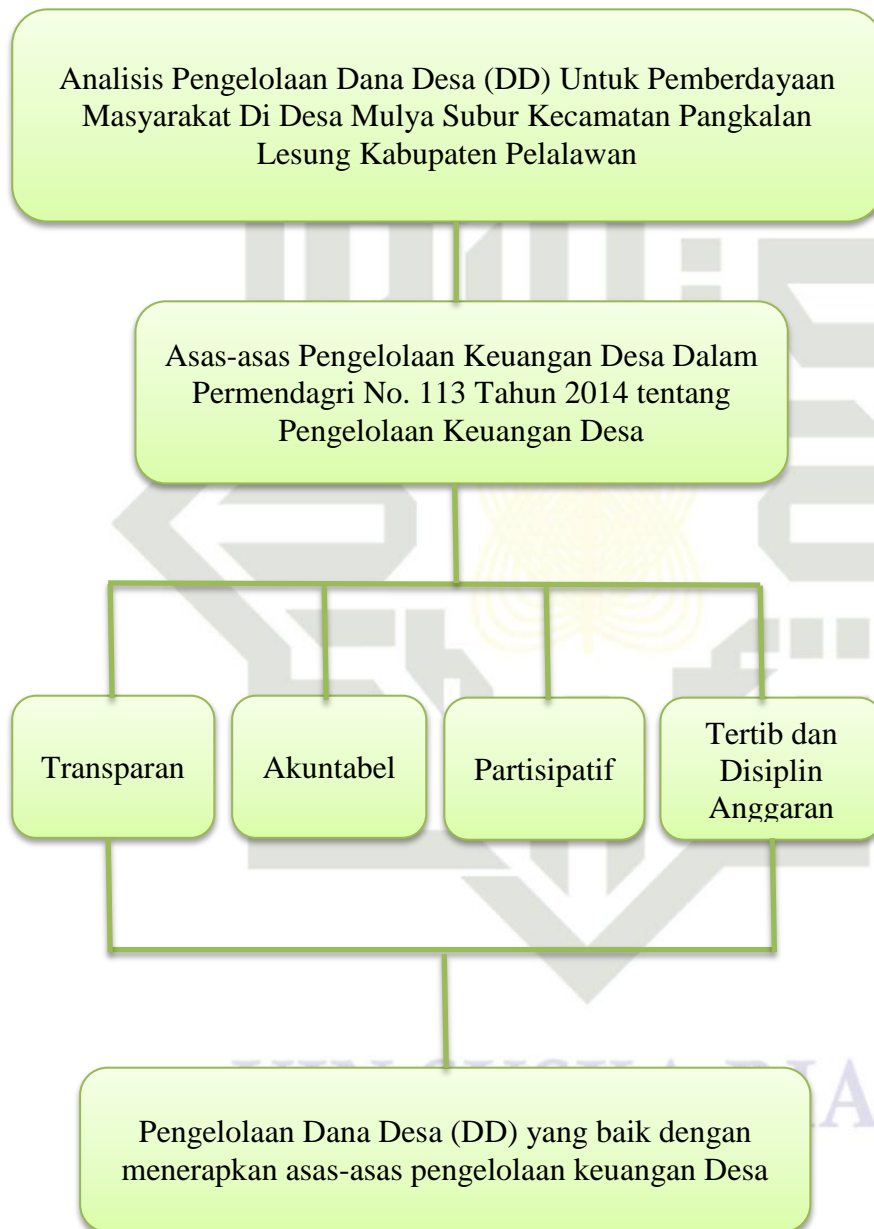 Analisis Pengelolaan Dana Desa (DD) Untuk Pemberdayaan
Masyarakat Di Desa Mulya Subur Kecamatan Pangkalan
Lesung Kabupaten Pelalawan
Asas-asas Pengelolaan Keuangan Desa Dalam
Permendagri No. 113 Tahun 2014 tentang
Pengelolaan Keuangan Desa
Transparan
Akuntabel
Partisipatif
Tertib dan
Disiplin
Anggaran
Pengelolaan Dana Desa (DD) yang baik dengan
menerapkan asas-asas pengelolaan keuangan Desa